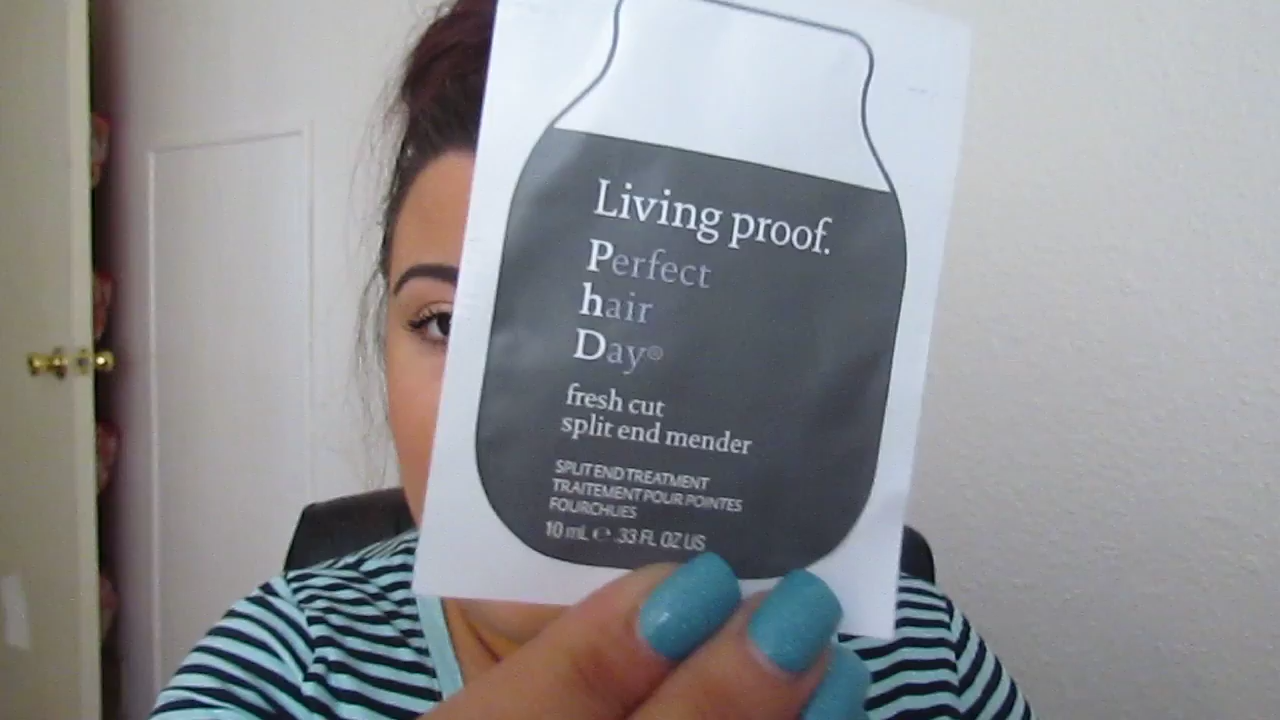 Living proof.
Perfect
hair
Day®
fresh cut
split end mender
SPLIT END TREATMENT
TRAITEMENT POUR POINTES
FOURCHUES
10 mL ℮ .33 FL OZ US